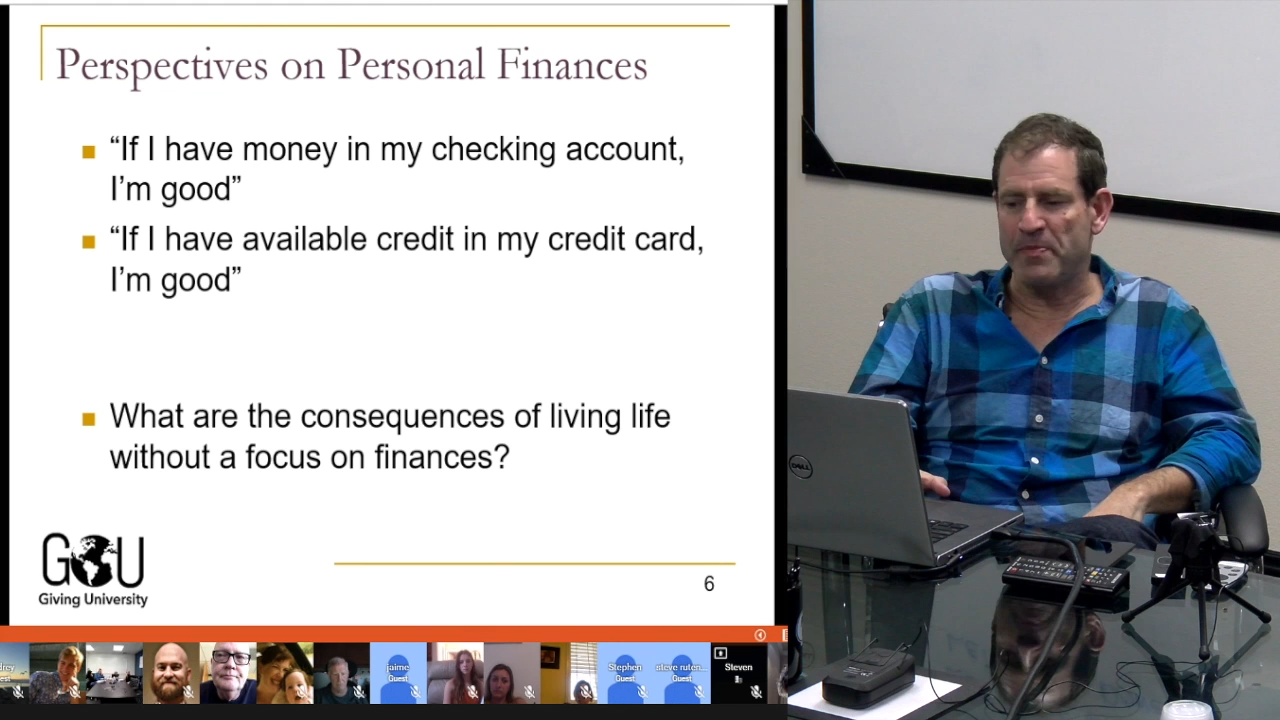 Perspectives on Personal Finances
“If I have money in my checking account,
I’m good”
“If I have available credit in my credit card,
I’m good”
What are the consequences of living life
without a focus on finances?
GU
Giving University
6
DELL
jaime
Guest
Stephen
Guest
steve ruten...
Guest
Steven